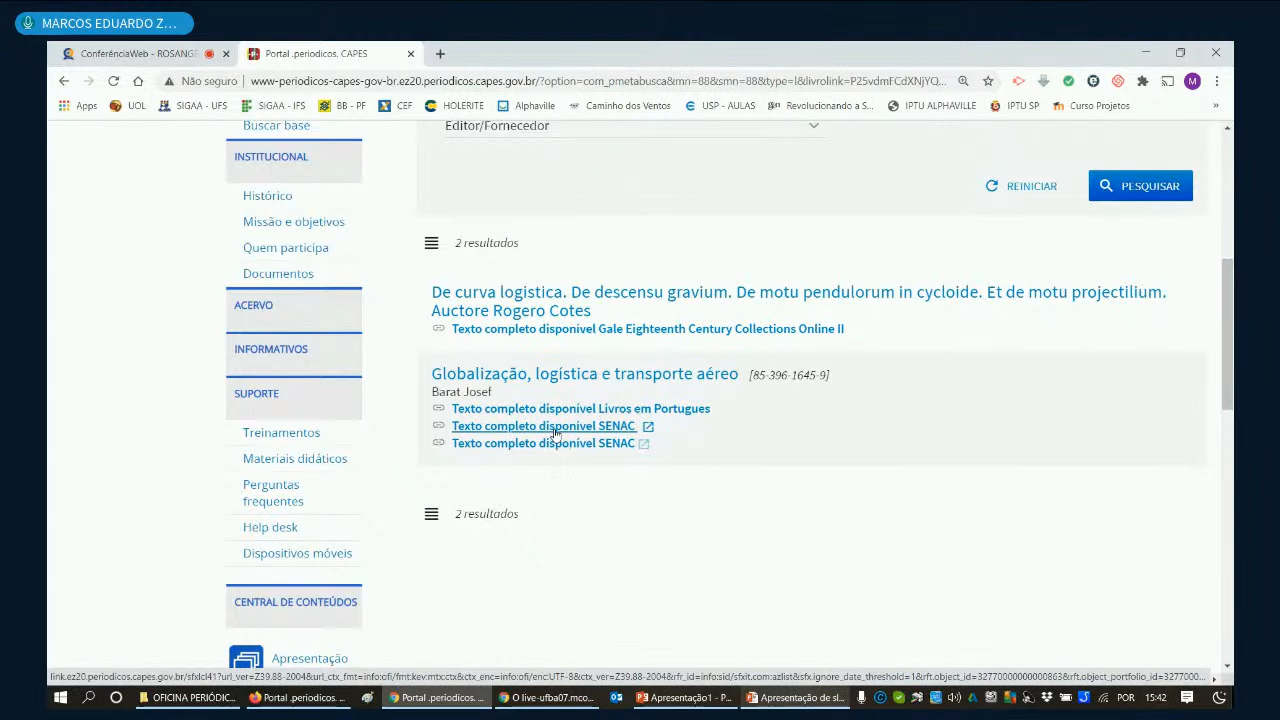 MARCOS EDUARDO Z...
ConferênciaWeb - ROSANGE
Portal .periodicos. CAPES
Não seguro
www-periodicos-capes-gov-br.ez20.periodicos.capes.gov.br/?option=com_pmetabusca&mn=88&smn=88&type=l&livrolink=P25vdmFCdXNjYQ...
Apps
UOL
SIGAA - UFS
SIGAA - IFS
BB - PF
CEF
HOLERITE
Alphaville
Caminho dos Ventos
USP - AULAS
Revolucionando a S...
IPTU ALPHAVILLE
IPTU SP
Curso Projetos
Buscar base
INSTITUCIONAL
Histórico
Missão e objetivos
Quem participa
Documentos
ACERVO
INFORMATIVOS
SUPORTE
Treinamentos
Materiais didáticos
Perguntas
frequentes
Help desk
Dispositivos móveis
CENTRAL DE CONTEÚDOS
Apresentação
Editor/Fornecedor
REINICIAR
PESQUISAR
2 resultados
De curva logistica. De descensu gravium. De motu pendulorum in cycloide. Et de motu projectilium.
Auctore Rogero Cotes
Texto completo disponível Gale Eighteenth Century Collections Online II
Globalização, logística e transporte aéreo [85-396-1645-9]
Barat Josef
Texto completo disponível Livros em Portugues
Texto completo disponível SENAC
Texto completo disponível SENAC
2 resultados
OFICINA PERIÓDIC...
Portal .periodicos. ...
Portal .periodicos. ...
O live-ufba07.mco...
Apresentação1 - P...
Apresentação de sl...
POR
15:42